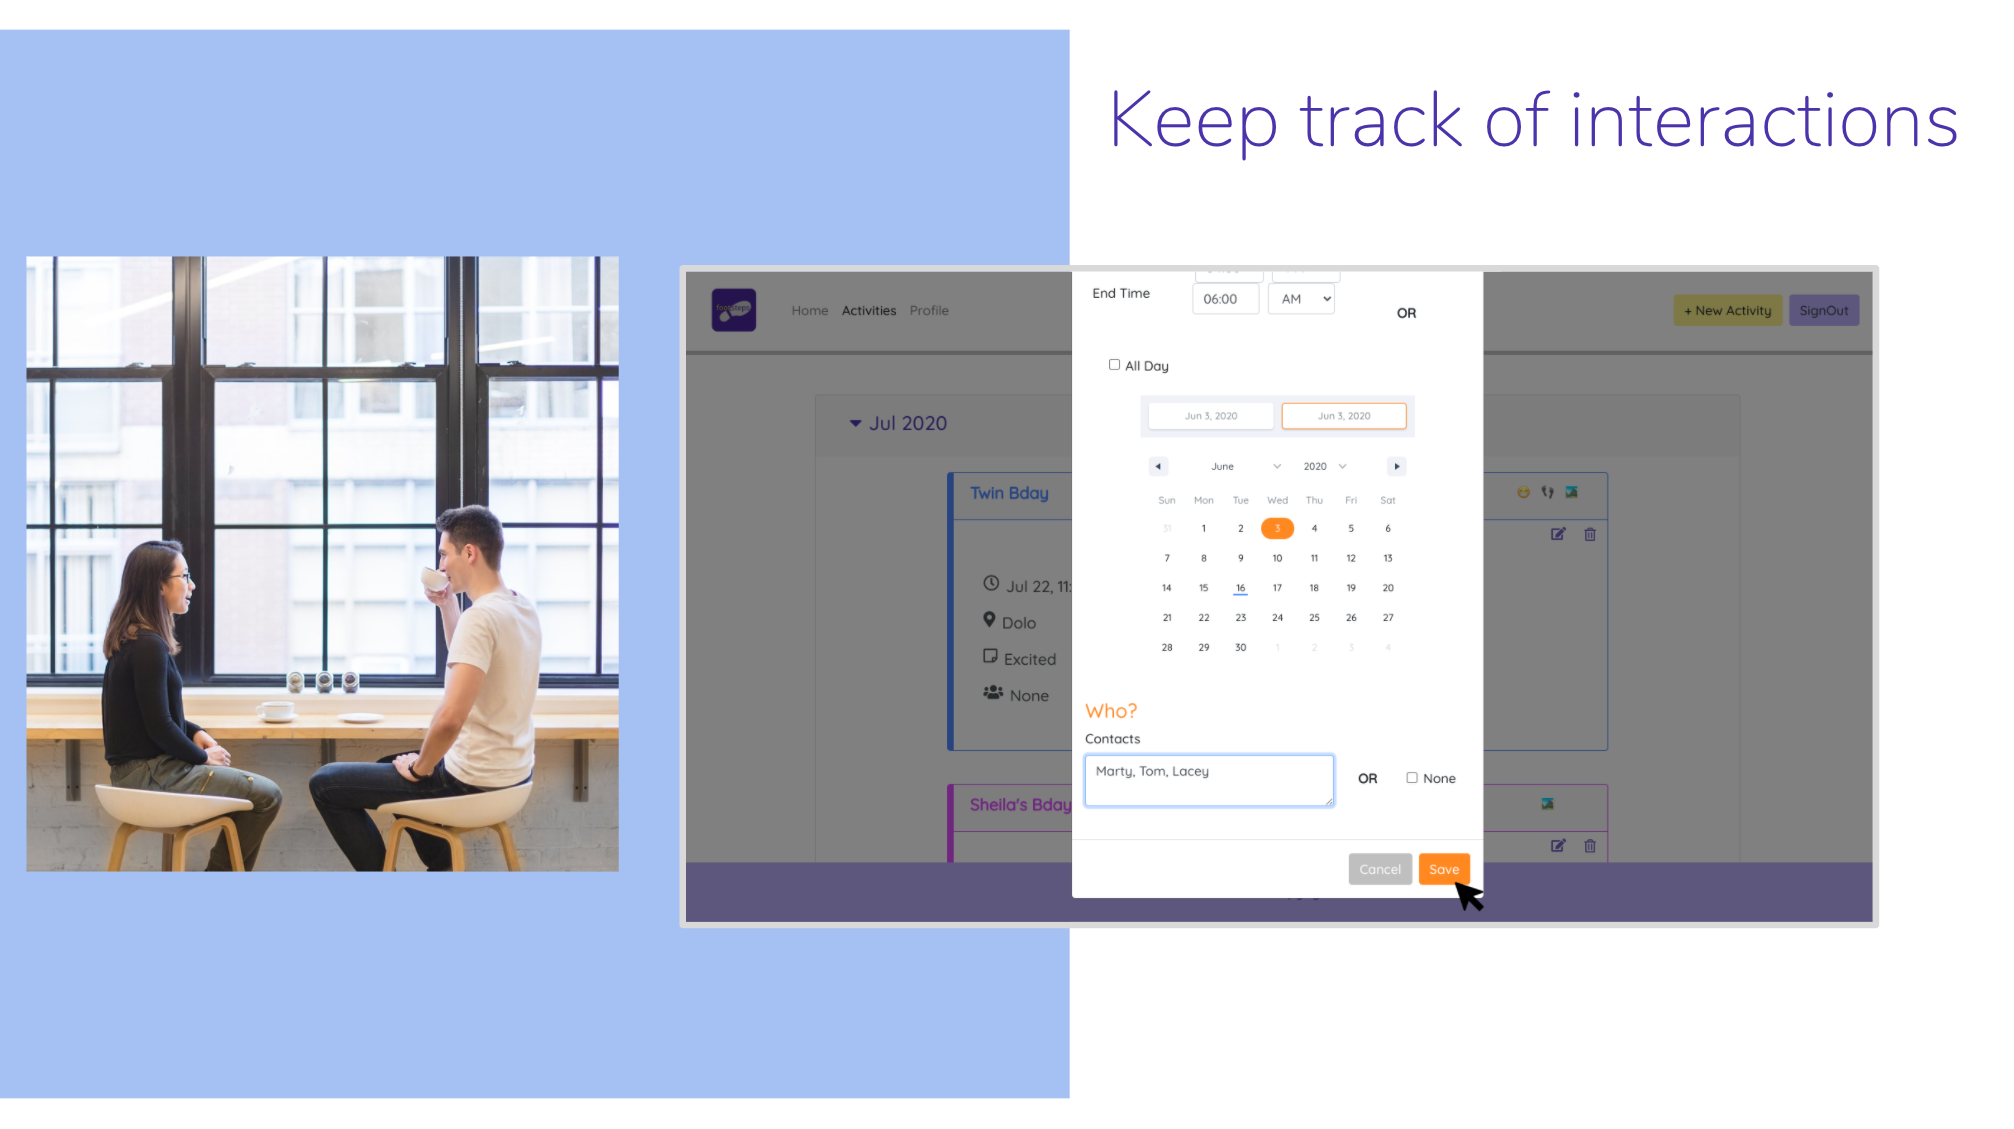 Keep track of interactions
Home Activities Profile
+ New Activity SignOut
Jul 2020
Twin Bday
Jul 22, 11:
Dolo
Excited
None
Sheila's Bday
End Time 06:00 AM
OR
All Day
Jun 3, 2020 Jun 3, 2020
June 2020
Sun Mon Tue Wed Thu Fri Sat
31 1 2 3 4 5 6
7 8 9 10 11 12 13
14 15 16 17 18 19 20
21 22 23 24 25 26 27
28 29 30 1 2 3 4
Who?
Contacts
Marty, Tom, Lacey
OR None
Cancel Save